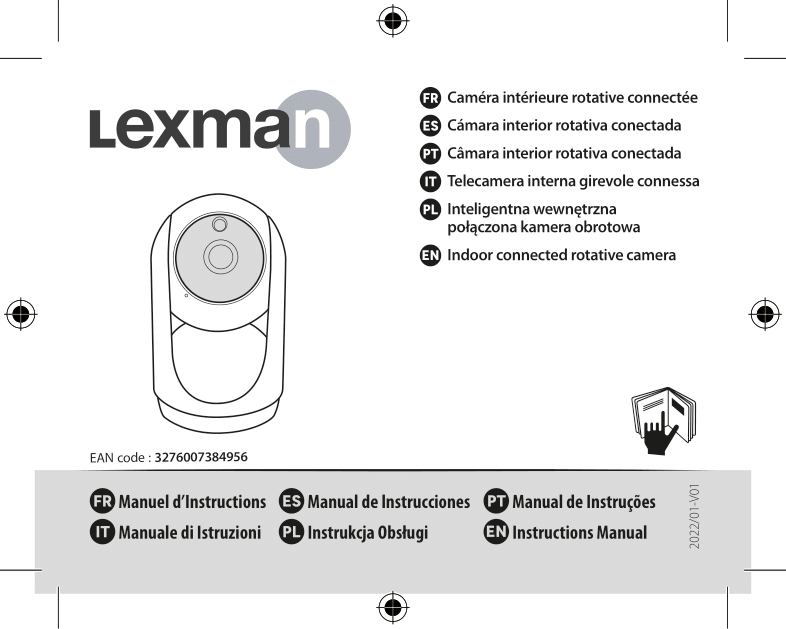 Lexman
FR Caméra intérieure rotative connectée
ES Cámara interior rotativa conectada
PT Câmara interior rotativa conectada
IT Telecamera interna girevole connessa
PL Inteligentna wewnętrzna
połączona kamera obrotowa
EN Indoor connected rotative camera
EAN code : 3276007384956
FR Manuel d'Instructions ES Manual de Instrucciones PT Manual de Instruções
IT Manuale di Istruzioni PL Instrukcja Obsługi EN Instructions Manual
2022/01-V01